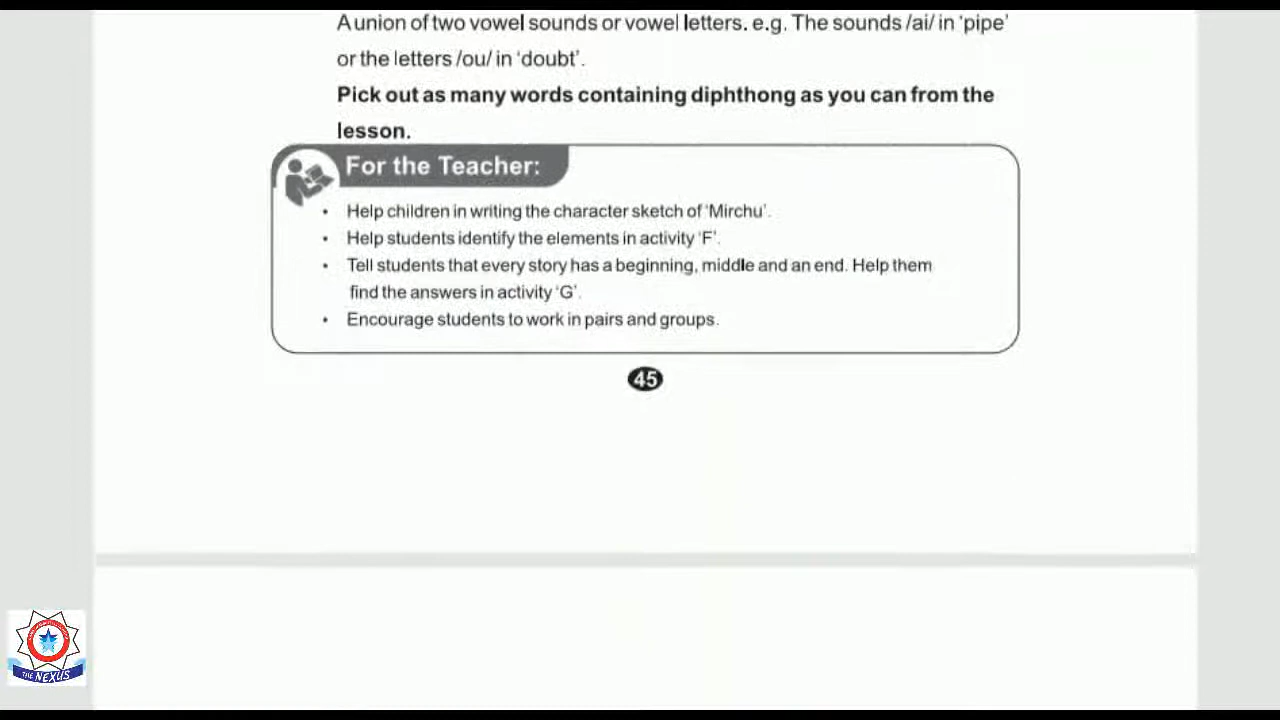 A union of two vowel sounds or vowel letters. e.g. The sounds /ai/ in ‘pipe’
or the letters /ou/ in ‘doubt’.
Pick out as many words containing diphthong as you can from the
lesson.
For the Teacher:
• Help children in writing the character sketch of ‘Mirchu’.
• Help students identify the elements in activity ‘F’.
• Tell students that every story has a beginning, middle and an end. Help them
find the answers in activity ‘G’.
• Encourage students to work in pairs and groups.
45
THE NEXUS